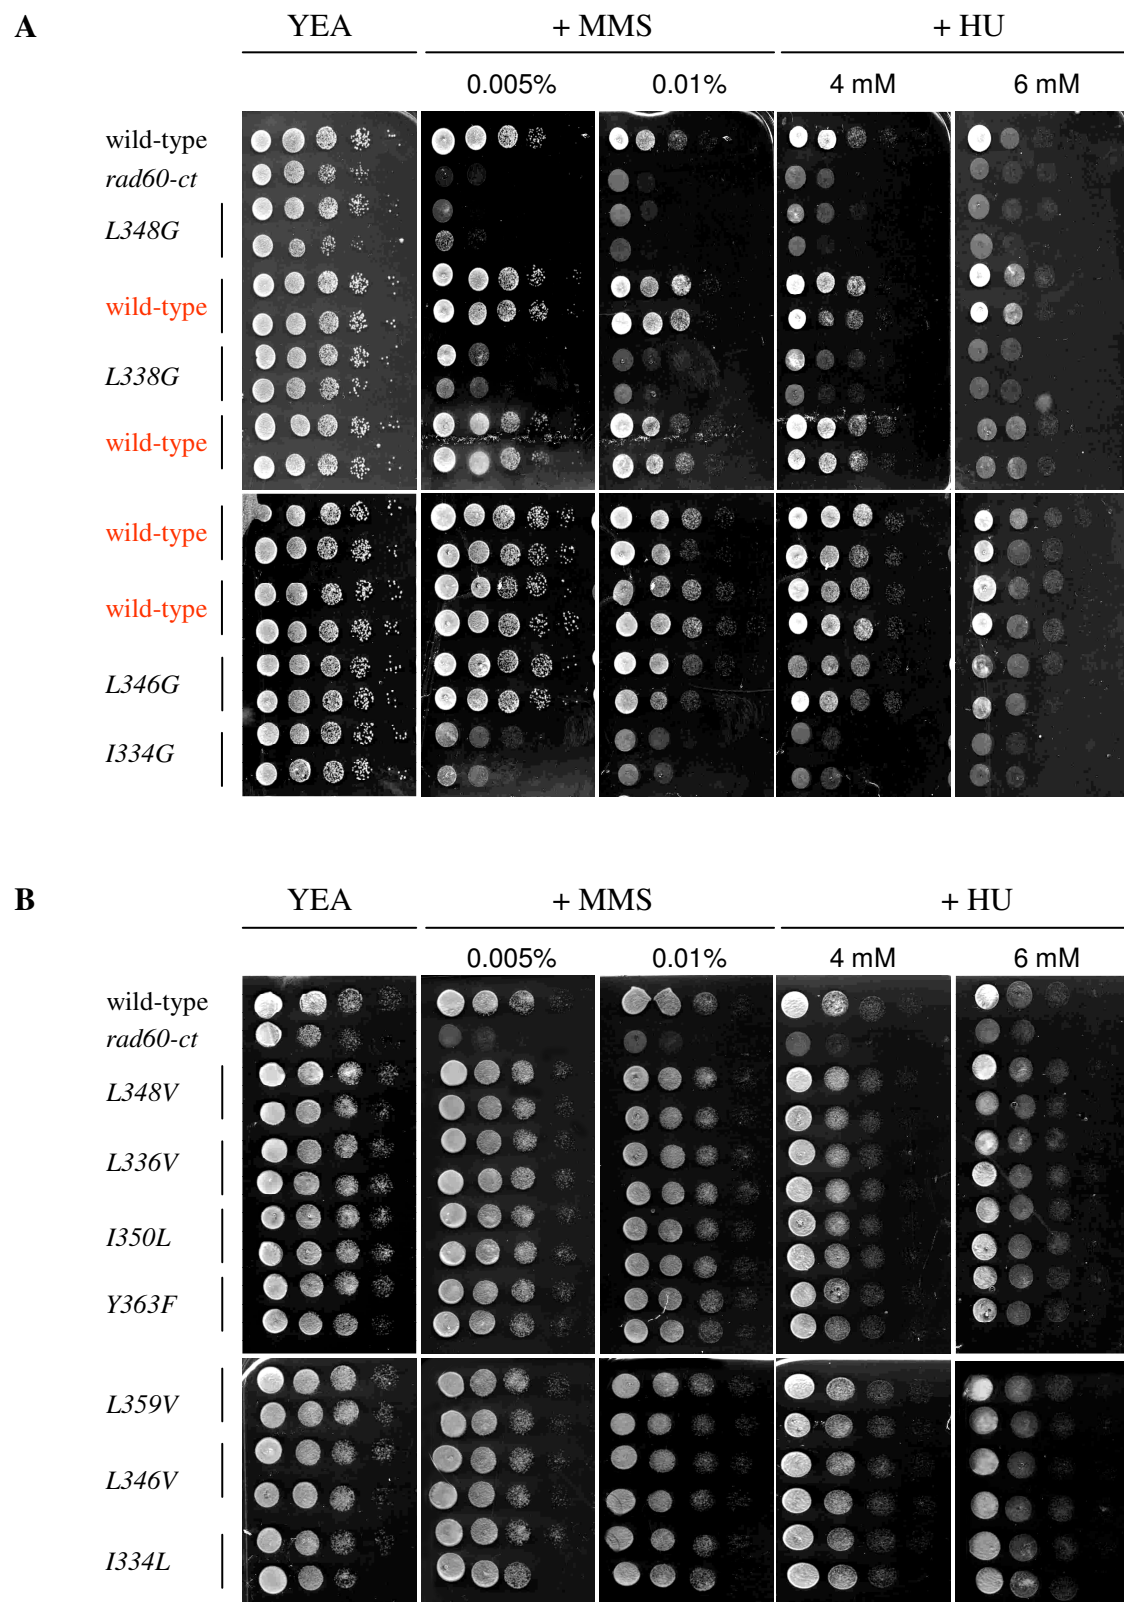 A
YEA + MMS + HU
0.005% 0.01% 4 mM 6 mM
wild-type
rad60-ct
L348G
wild-type
L338G
wild-type
wild-type
wild-type
L346G
I334G
B
YEA + MMS + HU
0.005% 0.01% 4 mM 6 mM
wild-type
rad60-ct
L348V
L336V
I350L
Y363F
L359V
L346V
I334L